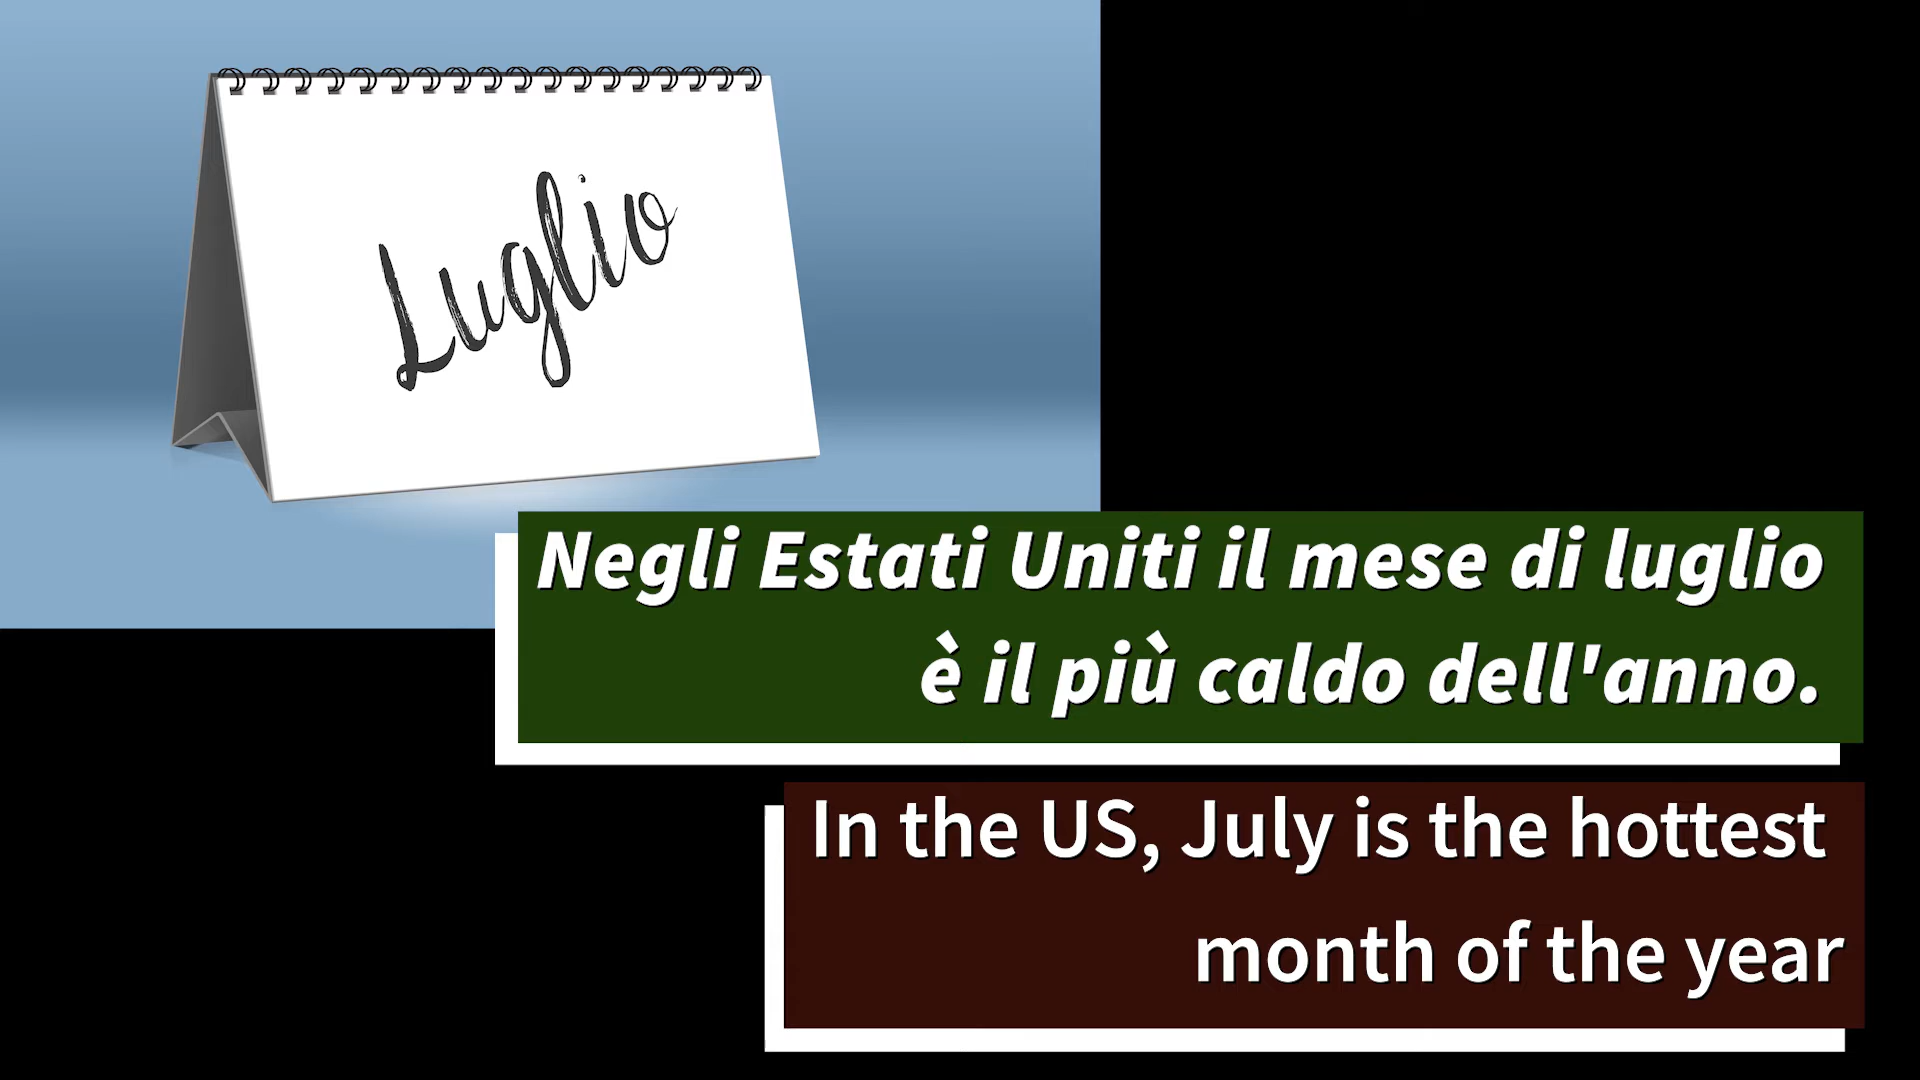 Luglio
Negli Estati Uniti il mese di luglio
è il più caldo dell'anno.
In the US, July is the hottest
month of the year